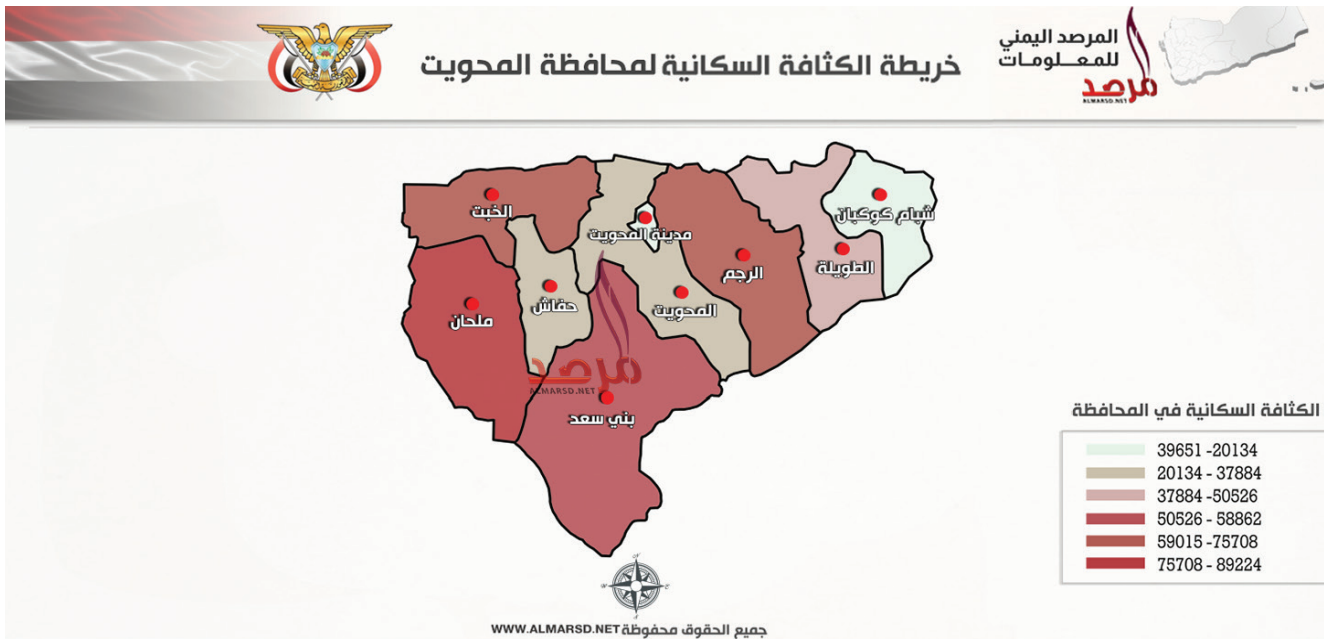 المرصد اليمني
للمعـــلومـات
مرصد
ALMARSD.NET
خريطة الكثافة السكانية لمحافظة المحويت
شبام كوكبان
الخبت
مدينة المحويت
الطويلة
الرجم
حفاش
المحويت
ملحان
مرصد
ALMARSD.NET
بني سعد
الكثافة السكانية في المحافظة
39651 -20134
20134 - 37884
37884 -50526
50526 - 58862
59015 -75708
75708 - 89224
جميع الحقوق محفوظة WWW.ALMARSD.NET